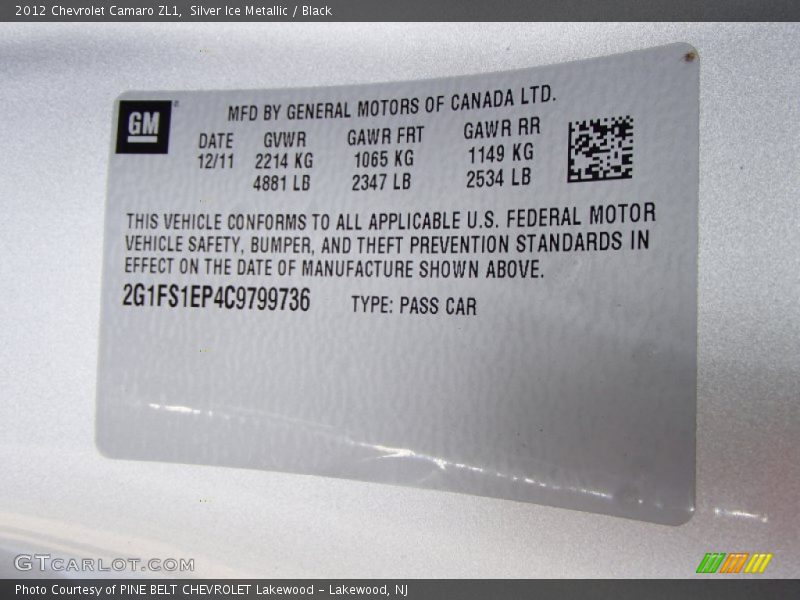 2012 Chevrolet Camaro ZL1, Silver Ice Metallic / Black
GM
MFD BY GENERAL MOTORS OF CANADA LTD.
DATE GVWR GAWR FRT GAWR RR
12/11 2214 KG 1065 KG 1149 KG
4881 LB 2347 LB 2534 LB
THIS VEHICLE CONFORMS TO ALL APPLICABLE U.S. FEDERAL MOTOR
VEHICLE SAFETY, BUMPER, AND THEFT PREVENTION STANDARDS IN
EFFECT ON THE DATE OF MANUFACTURE SHOWN ABOVE.
2G1FS1EP4C9799736 TYPE: PASS CAR
GTCARLOT.COM
Photo Courtesy of PINE BELT CHEVROLET Lakewood - Lakewood, NJ